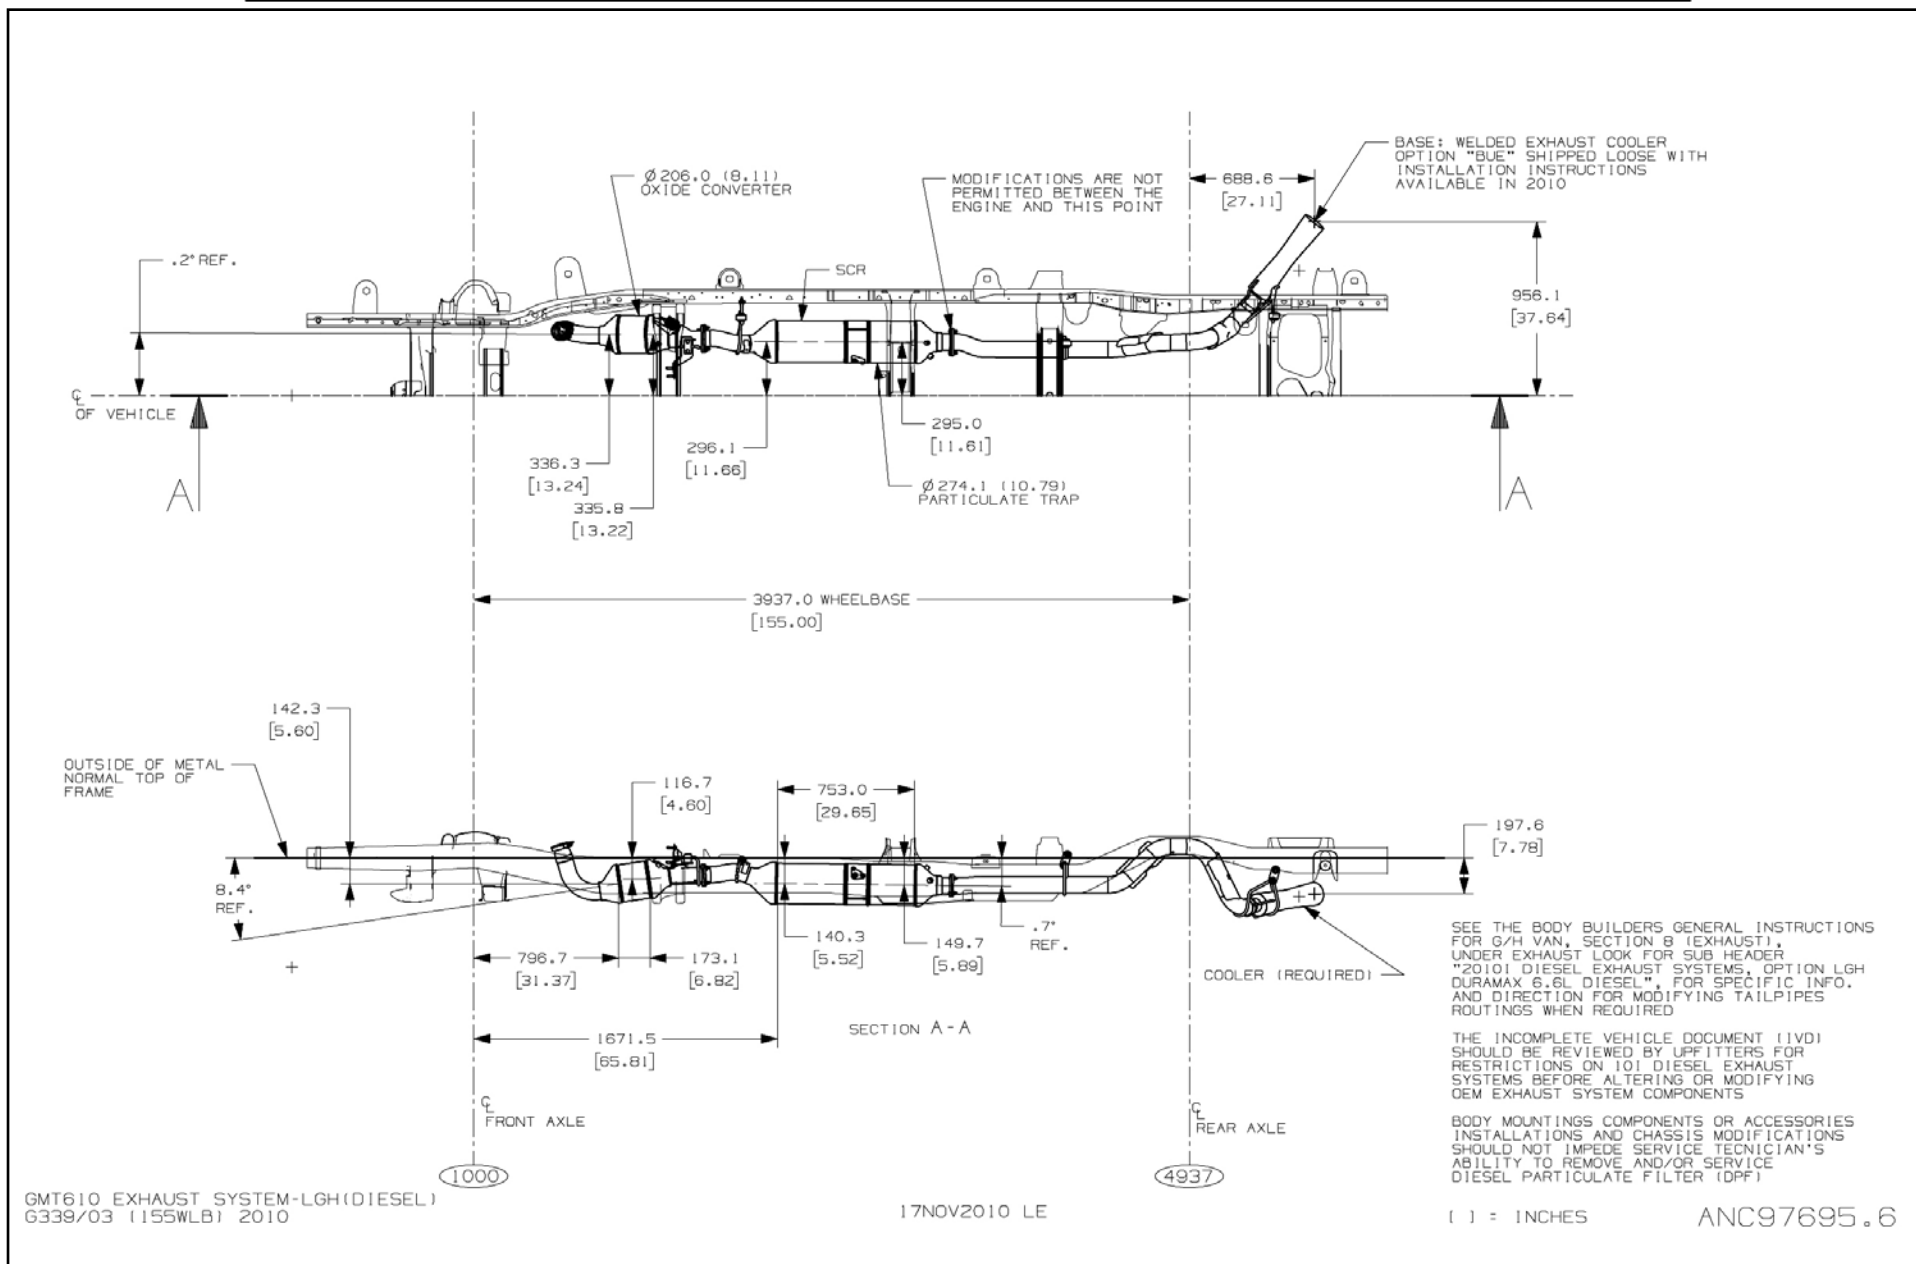 BASE: WELDED EXHAUST COOLER
OPTION "BUE" SHIPPED LOOSE WITH
INSTALLATION INSTRUCTIONS
AVAILABLE IN 2010
Ø206.0 (8.11)
OXIDE CONVERTER
MODIFICATIONS ARE NOT
PERMITTED BETWEEN THE
ENGINE AND THIS POINT
688.6
[27.11]
.2° REF.
SCR
956.1
[37.64]
℄
OF VEHICLE
295.0
[11.61]
296.1
[11.66]
336.3
[13.24]
Ø274.1 (10.79)
PARTICULATE TRAP
335.8
[13.22]
A
A
3937.0 WHEELBASE
[155.00]
142.3
[5.60]
OUTSIDE OF METAL
NORMAL TOP OF
FRAME
116.7
[4.60]
753.0
[29.65]
197.6
[7.78]
8.4°
REF.
.7°
REF.
140.3
[5.52]
149.7
[5.89]
796.7
[31.37]
173.1
[6.82]
COOLER (REQUIRED)
SECTION A-A
1671.5
[65.81]
℄
FRONT AXLE
℄
REAR AXLE
1000
4937
SEE THE BODY BUILDERS GENERAL INSTRUCTIONS
FOR G/H VAN, SECTION 8 (EXHAUST),
UNDER EXHAUST LOOK FOR SUB HEADER
"2010I DIESEL EXHAUST SYSTEMS, OPTION LGH
DURAMAX 6.6L DIESEL", FOR SPECIFIC INFO.
AND DIRECTION FOR MODIFYING TAILPIPES
ROUTINGS WHEN REQUIRED
THE INCOMPLETE VEHICLE DOCUMENT (IVD)
SHOULD BE REVIEWED BY UPFITTERS FOR
RESTRICTIONS ON 10I DIESEL EXHAUST
SYSTEMS BEFORE ALTERING OR MODIFYING
OEM EXHAUST SYSTEM COMPONENTS
BODY MOUNTINGS COMPONENTS OR ACCESSORIES
INSTALLATIONS AND CHASSIS MODIFICATIONS
SHOULD NOT IMPEDE SERVICE TECNICIAN'S
ABILITY TO REMOVE AND/OR SERVICE
DIESEL PARTICULATE FILTER (DPF)
GMT610 EXHAUST SYSTEM-LGH(DIESEL)
G339/03 (155WLB) 2010
17NOV2010 LE
[ ] = INCHES
ANC97695.6